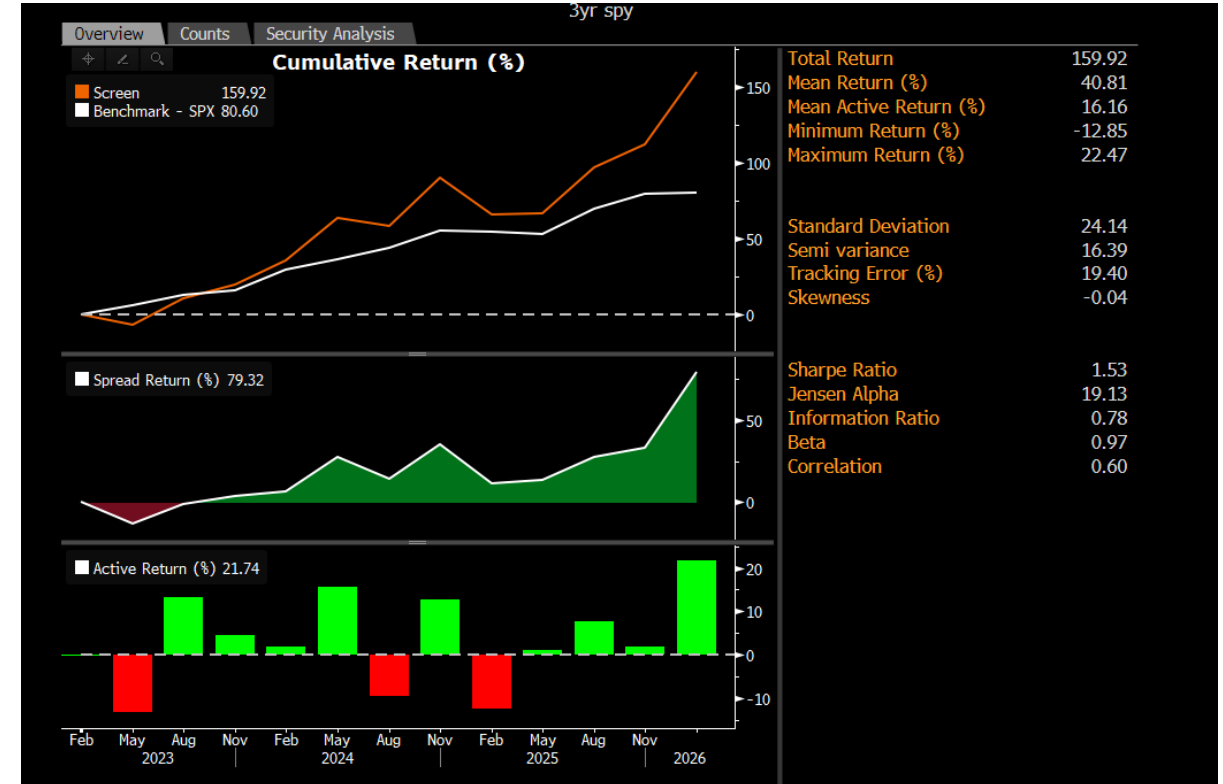 3yr spy
Overview Counts Security Analysis
Cumulative Return (%)
Screen 159.92
Benchmark - SPX 80.60
150
100
50
0
Spread Return (%) 79.32
50
0
Active Return (%) 21.74
20
10
0
-10
Feb May Aug Nov Feb May Aug Nov Feb May Aug Nov
2023 2024 2025 2026
Total Return 159.92
Mean Return (%) 40.81
Mean Active Return (%) 16.16
Minimum Return (%) -12.85
Maximum Return (%) 22.47
Standard Deviation 24.14
Semi variance 16.39
Tracking Error (%) 19.40
Skewness -0.04
Sharpe Ratio 1.53
Jensen Alpha 19.13
Information Ratio 0.78
Beta 0.97
Correlation 0.60